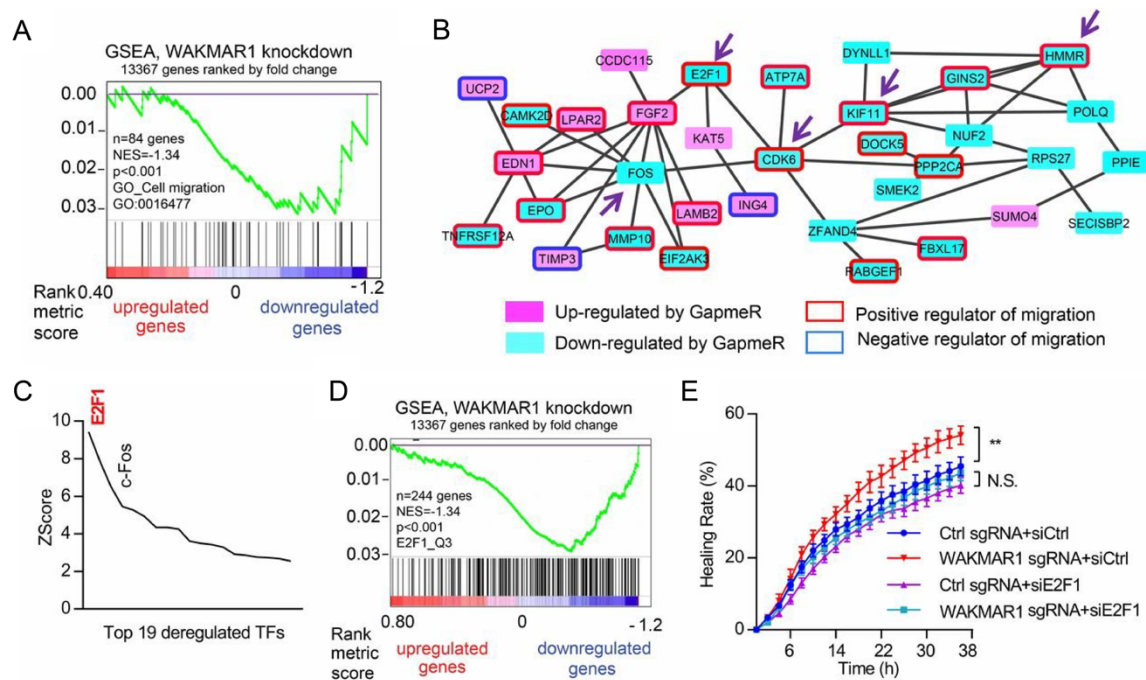 A
GSEA, WAKMAR1 knockdown
13367 genes ranked by fold change
0.00
0.01
0.02
0.03
n=84 genes
NES=-1.34
p<0.001
GO_Cell migration
GO:0016477
Rank
metric
score
0.40
0
-1.2
upregulated
genes
downregulated
genes
B
CCDC115
UCP2
CAMK2D
LPAR2
FGF2
E2F1
ATP7A
DYNLL1
HMMR
GINS2
KIF11
POLQ
KAT5
NUF2
EDN1
FOS
CDK6
DOCK5
PPP2CA
RPS27
PPIE
SMEK2
EPO
LAMB2
ING4
SUMO4
SECISBP2
TNFRSF12A
MMP10
ZFAND4
TIMP3
EIF2AK3
FBXL17
RABGEF1
Up-regulated by GapmeR
Down-regulated by GapmeR
Positive regulator of migration
Negative regulator of migration
C
E2F1
c-Fos
ZScore
10
8
6
4
2
0
Top 19 deregulated TFs
D
GSEA, WAKMAR1 knockdown
13367 genes ranked by fold change
0.00
0.01
0.02
0.03
n=244 genes
NES=-1.34
p<0.001
E2F1_Q3
0.80
0
-1.2
Rank
metric
score
upregulated
genes
downregulated
genes
E
Healing Rate (%)
60
40
20
0
**
N.S.
Ctrl sgRNA+siCtrl
WAKMAR1 sgRNA+siCtrl
Ctrl sgRNA+siE2F1
WAKMAR1 sgRNA+siE2F1
6 14 22 30 38
Time (h)